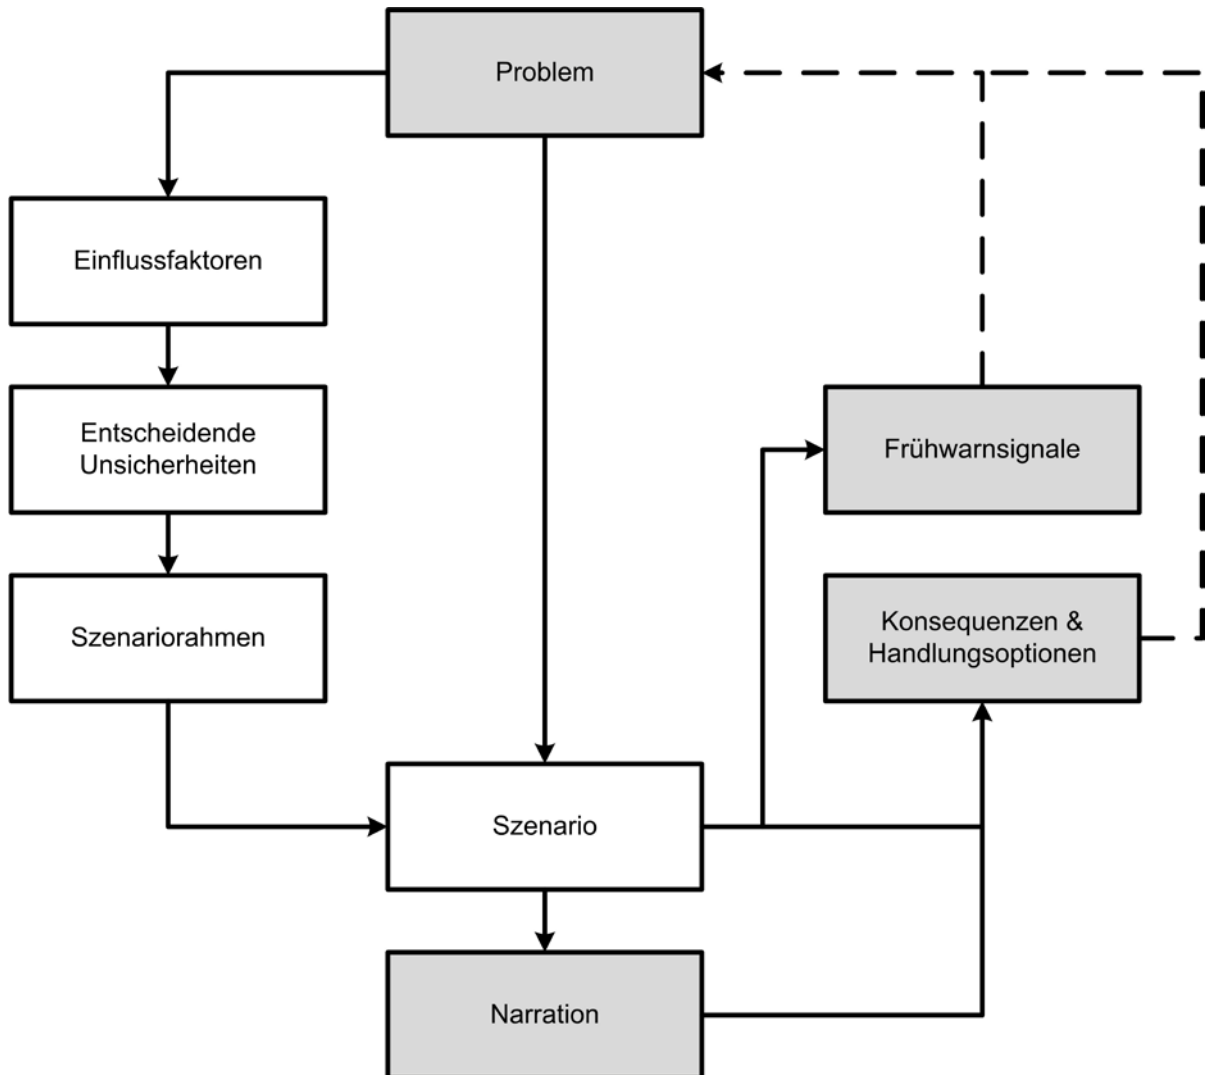 Problem
Einflussfaktoren
Entscheidende
Unsicherheiten
Frühwarnsignale
Szenariorahmen
Konsequenzen &
Handlungsoptionen
Szenario
Narration